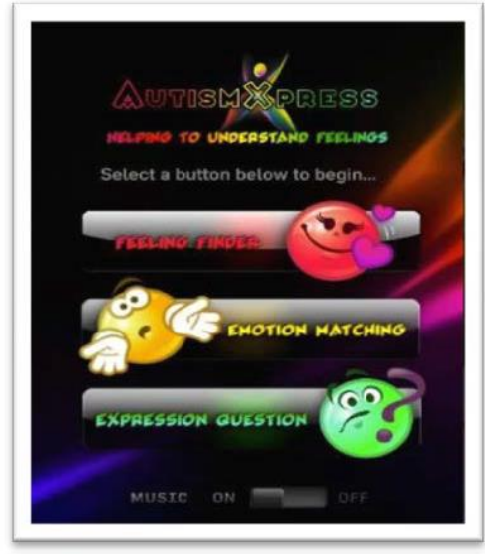 AUTISMXPRESS
HELPING TO UNDERSTAND FEELINGS
Select a button below to begin...
FEELING FINDER
EMOTION MATCHING
EXPRESSION QUESTION
MUSIC ON OFF